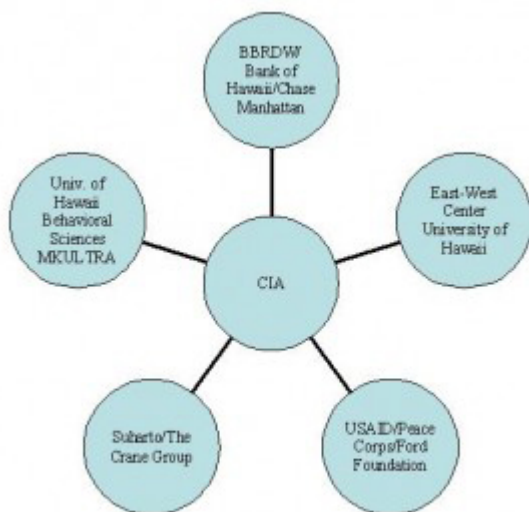 BBRDW/
Bank of
Hawaii/Chase
Manhattan
Univ. of
Hawaii
Behavioral
Sciences
MKULTRA
East-West
Center
University of
Hawaii
CIA
Suharto/The
Crane Group
USAID/Peace
Corps/Ford
Foundation